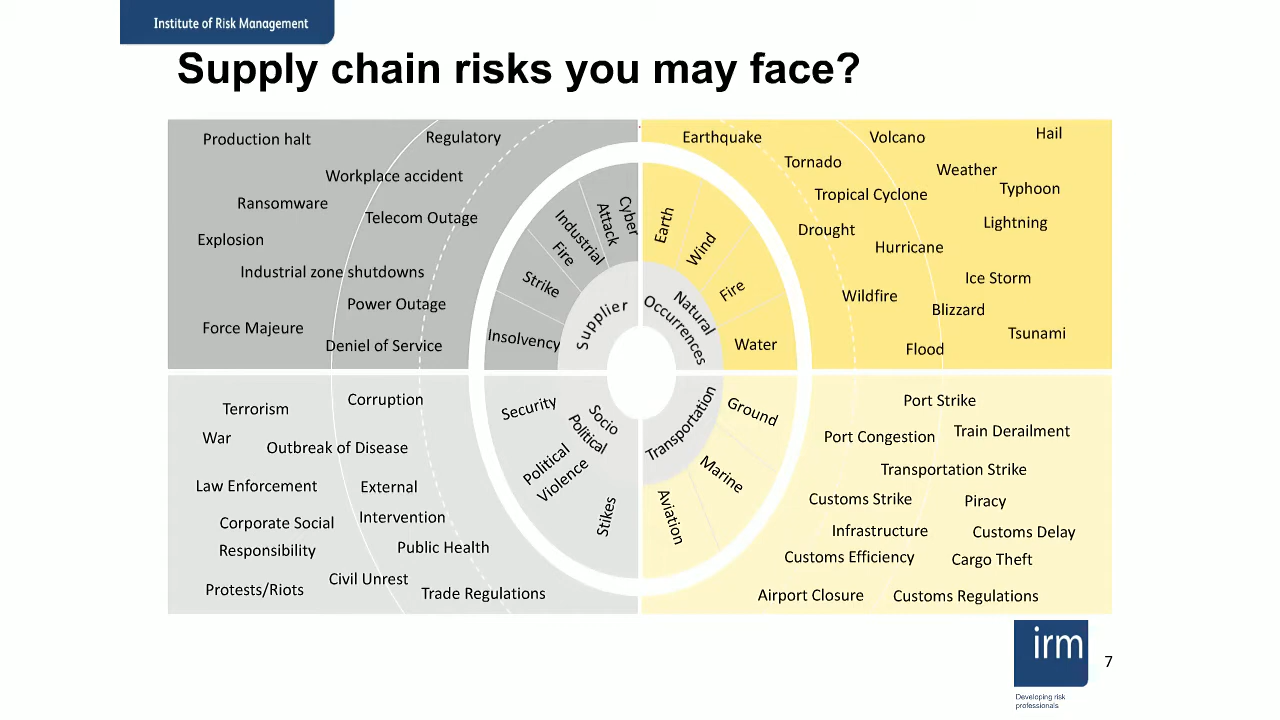 Institute of Risk Management
Supply chain risks you may face?
Production halt
Regulatory
Workplace accident
Ransomware
Telecom Outage
Explosion
Industrial zone shutdowns
Power Outage
Force Majeure
Deniel of Service
Cyber
Attack
Industrial
Fire
Strike
Insolvency
Supplier
Earthquake
Volcano
Hail
Tornado
Weather
Tropical Cyclone
Typhoon
Lightning
Drought
Hurricane
Ice Storm
Wildfire
Blizzard
Tsunami
Flood
Earth
Wind
Fire
Water
Natural
Occurrences
Terrorism
Corruption
War
Outbreak of Disease
Law Enforcement
External
Corporate Social
Intervention
Responsibility
Public Health
Civil Unrest
Protests/Riots
Trade Regulations
Security
Socio
Political
Political
Violence
Stikes
Transportation
Ground
Marine
Aviation
Port Strike
Port Congestion
Train Derailment
Transportation Strike
Customs Strike
Piracy
Infrastructure
Customs Delay
Customs Efficiency
Cargo Theft
Airport Closure
Customs Regulations
irm
7
Developing risk
professionals